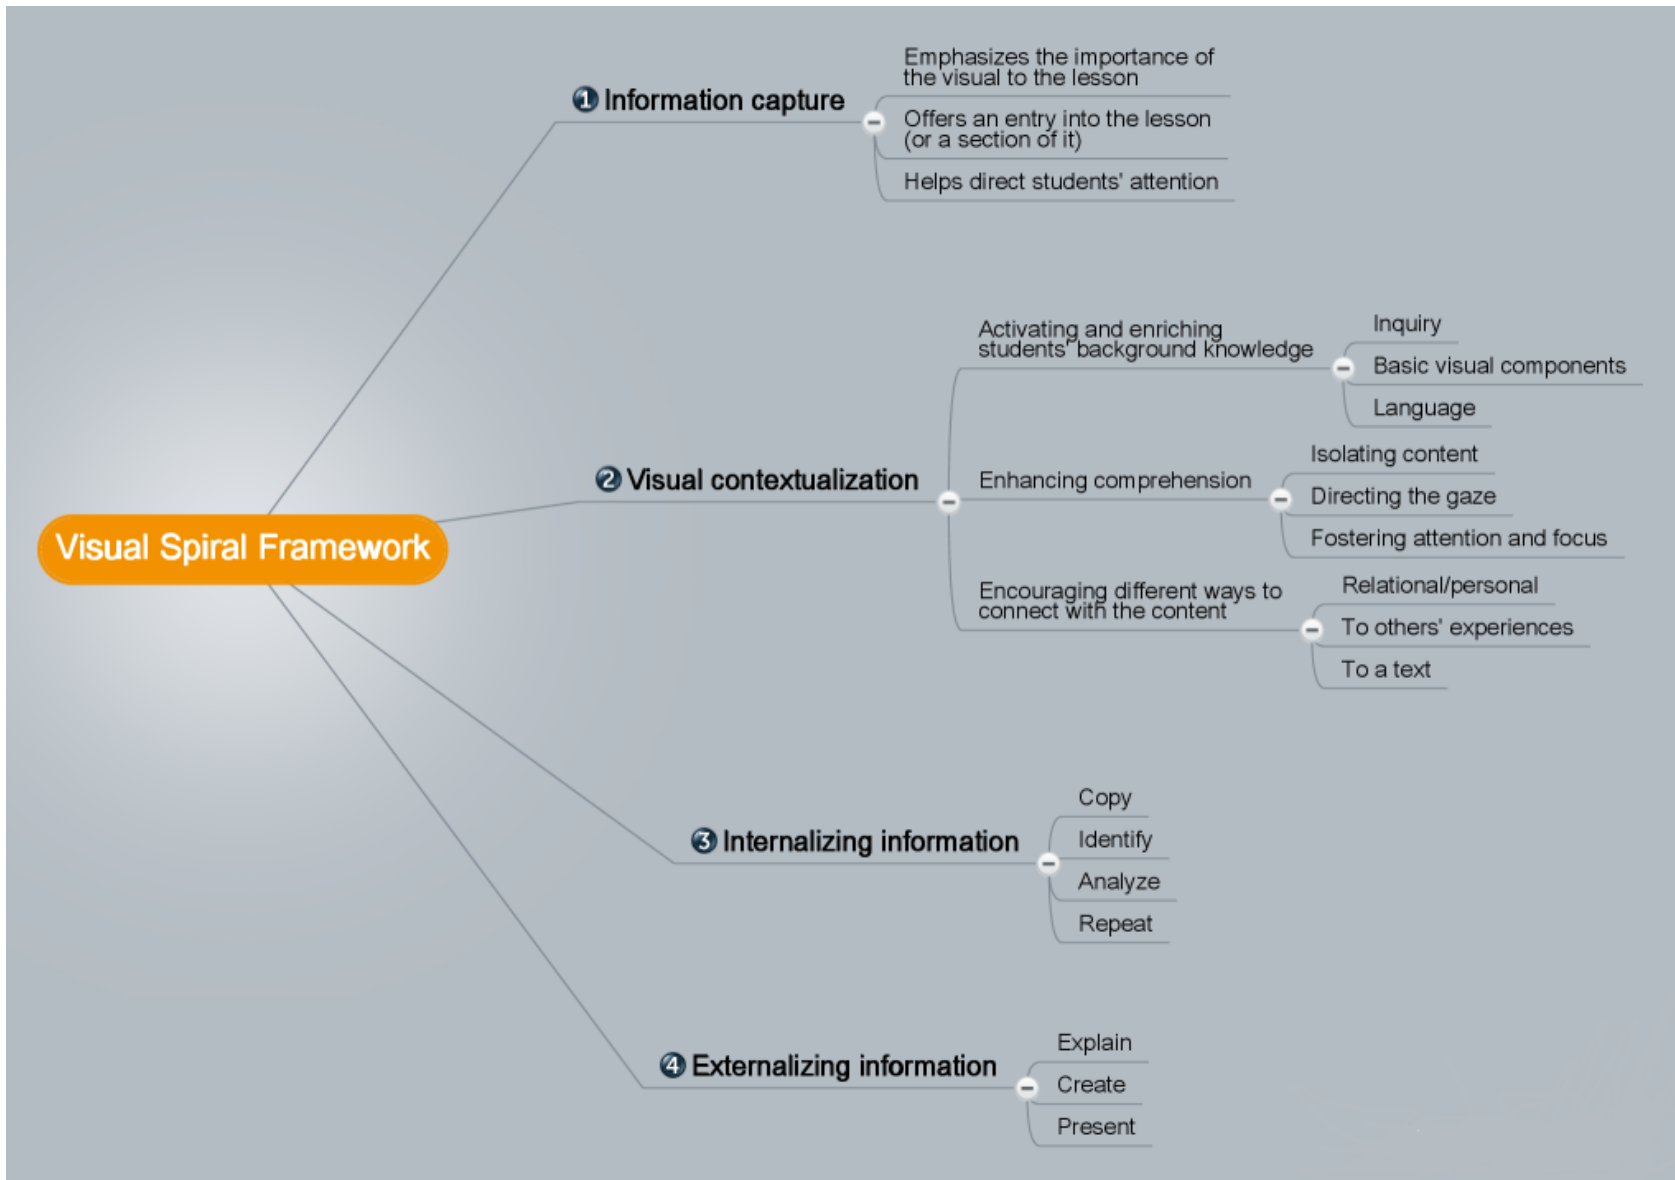 Visual Spiral Framework
1 Information capture
Emphasizes the importance of
the visual to the lesson
Offers an entry into the lesson
(or a section of it)
Helps direct students' attention
2 Visual contextualization
Activating and enriching
students' background knowledge
Inquiry
Basic visual components
Language
Enhancing comprehension
Isolating content
Directing the gaze
Fostering attention and focus
Encouraging different ways to
connect with the content
Relational/personal
To others' experiences
To a text
3 Internalizing information
Copy
Identify
Analyze
Repeat
4 Externalizing information
Explain
Create
Present